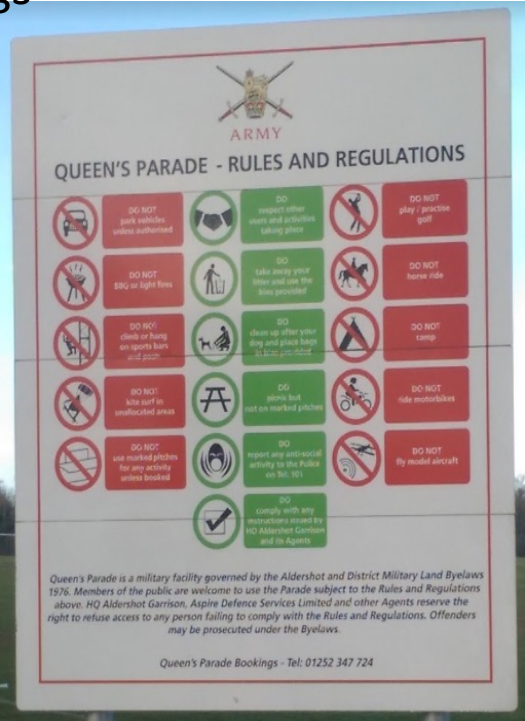 gs
ARMY
QUEEN'S PARADE - RULES AND REGULATIONS
DO NOT
park vehicles
unless authorised
DO
respect other
users and activities
taking place
DO NOT
play / practise
golf
DO NOT
BBQ or light fires
DO
take away your
litter and use the
bins provided
DO NOT
horse ride
DO NOT
climb or hang
on sports bars
and
DO
clean up after your
dog and place bags
in bins provided
DO NOT
camp
DO NOT
kite surf in
unallocated areas
DO
picnic but
not on marked pitches
DO NOT
ride motorbikes
DO NOT
use marked pitches
for any activity
unless booked
DO
report any anti-social
activity to the Police
on Tel: 101
DO NOT
fly model aircraft
DO
comply with any
instructions issued by
HQ Aldershot Garrison
and its Agents
Queen's Parade is a military facility governed by the Aldershot and District Military Land Byelaws
1976. Members of the public are welcome to use the Parade subject to the Rules and Regulations
above. HQ Aldershot Garrison, Aspire Defence Services Limited and other Agents reserve the
right to refuse access to any person failing to comply with the Rules and Regulations. Offenders
may be prosecuted under the Byelaws.
Queen's Parade Bookings - Tel: 01252 347 724